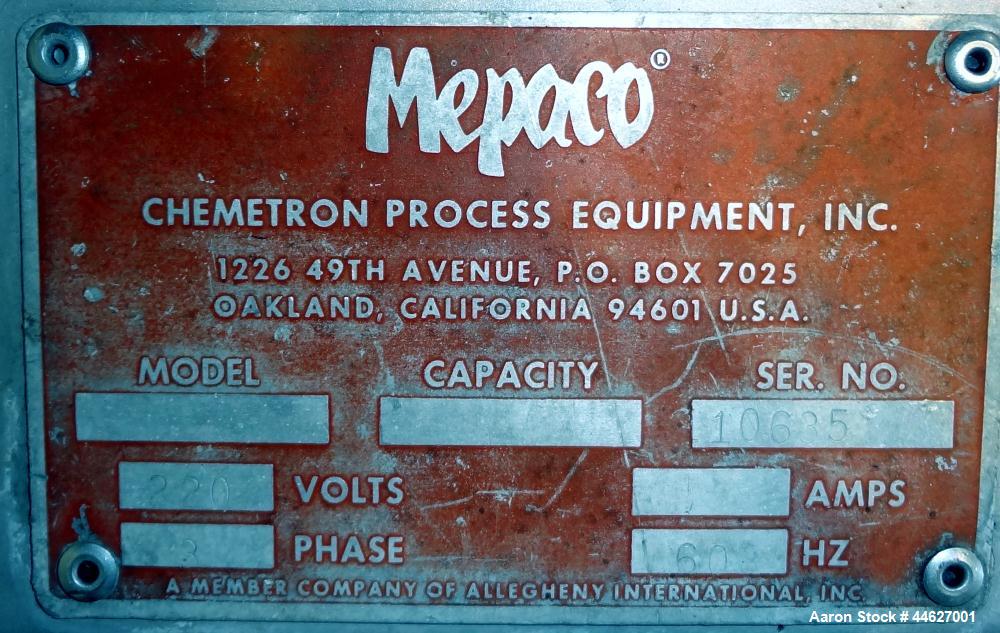 Mepaco®
CHEMETRON PROCESS EQUIPMENT, INC.
1226 49TH AVENUE, P.O. BOX 7025
OAKLAND, CALIFORNIA 94601 U.S.A.
MODEL CAPACITY SER. NO.
10635
220 VOLTS AMPS
3 PHASE 60 HZ
A MEMBER COMPANY OF ALLEGHENY INTERNATIONAL, INC.
Aaron Stock # 44627001